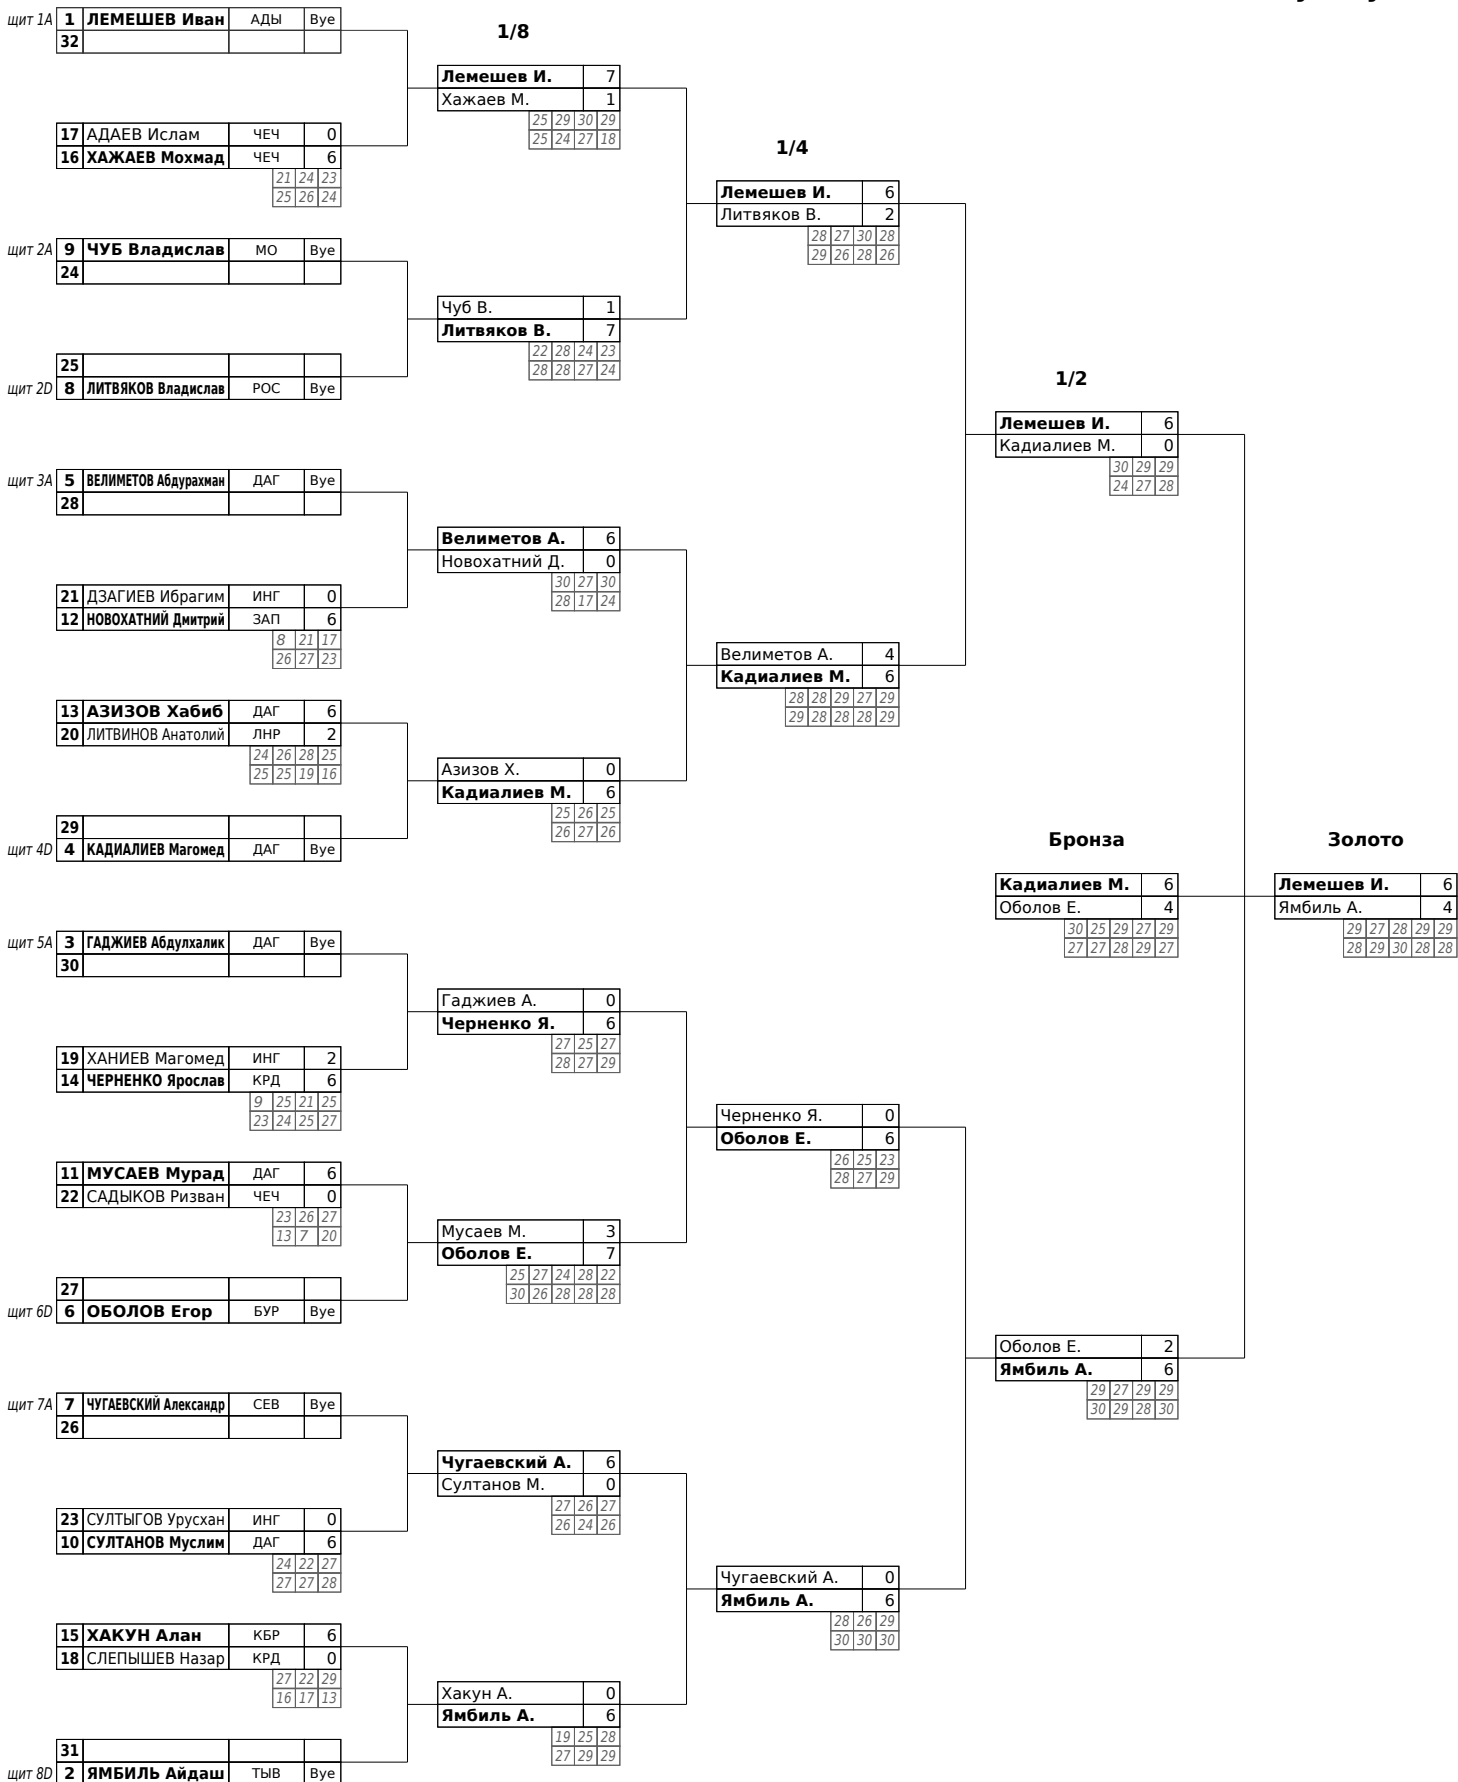 1/8
щит 1A 1 ЛЕМЕШЕВ Иван АДЫ Bye
32
Лемешев И. 7
Хажаев М. 1
25 29 30 29
25 24 27 18
17 АДАЕВ Ислам ЧЕЧ 0
16 ХАЖАЕВ Мохмад ЧЕЧ 6
21 24 23
25 26 24
1/4
Лемешев И. 6
Литвяков В. 2
28 27 30 28
29 26 28 26
щит 2A 9 ЧУБ Владислав МО Bye
24
Чуб В. 1
Литвяков В. 7
22 28 24 23
28 28 27 24
25
щит 2D 8 ЛИТВЯКОВ Владислав РОС Bye
1/2
Лемешев И. 6
Кадиалиев М. 0
30 29 29
24 27 28
щит 3A 5 ВЕЛИМЕТОВ Абдурахман ДАГ Bye
28
Велиметов А. 6
Новохатний Д. 0
30 27 30
28 17 24
21 ДЗАГИЕВ Ибрагим ИНГ 0
12 НОВОХАТНИЙ Дмитрий ЗАП 6
8 21 17
26 27 23
Велиметов А. 4
Кадиалиев М. 6
28 28 29 27 29
29 28 28 28 29
13 АЗИЗОВ Хабиб ДАГ 6
20 ЛИТВИНОВ Анатолий ЛНР 2
24 26 28 25
25 25 19 16
Азизов Х. 0
Кадиалиев М. 6
25 26 25
26 27 26
29
щит 4D 4 КАДИАЛИЕВ Магомед ДАГ Bye
Бронза
Золото
Кадиалиев М. 6
Оболов Е. 4
30 25 29 27 29
27 27 28 29 27
Лемешев И. 6
Ямбиль А. 4
29 27 28 29 29
28 29 30 28 28
щит 5A 3 ГАДЖИЕВ Абдулхалик ДАГ Bye
30
Гаджиев А. 0
Черненко Я. 6
27 25 27
28 27 29
19 ХАНИЕВ Магомед ИНГ 2
14 ЧЕРНЕНКО Ярослав КРД 6
9 25 21 25
23 24 25 27
Черненко Я. 0
Оболов Е. 6
26 25 23
28 27 29
11 МУСАЕВ Мурад ДАГ 6
22 САДЫКОВ Ризван ЧЕЧ 0
23 26 27
13 7 20
Мусаев М. 3
Оболов Е. 7
25 27 24 28 22
30 26 28 28 28
27
щит 6D 6 ОБОЛОВ Егор БУР Bye
Оболов Е. 2
Ямбиль А. 6
29 27 29 29
30 29 28 30
щит 7A 7 ЧУГАЕВСКИЙ Александр СЕВ Bye
26
Чугаевский А. 6
Султанов М. 0
27 26 27
26 24 26
23 СУЛТЫГОВ Урусхан ИНГ 0
10 СУЛТАНОВ Муслим ДАГ 6
24 22 27
27 27 28
Чугаевский А. 0
Ямбиль А. 6
28 26 29
30 30 30
15 ХАКУН Алан КБР 6
18 СЛЕПЫШЕВ Назар КРД 0
27 22 29
16 17 13
Хакун А. 0
Ямбиль А. 6
19 25 28
27 29 29
31
щит 8D 2 ЯМБИЛЬ Айдаш ТЫВ Bye